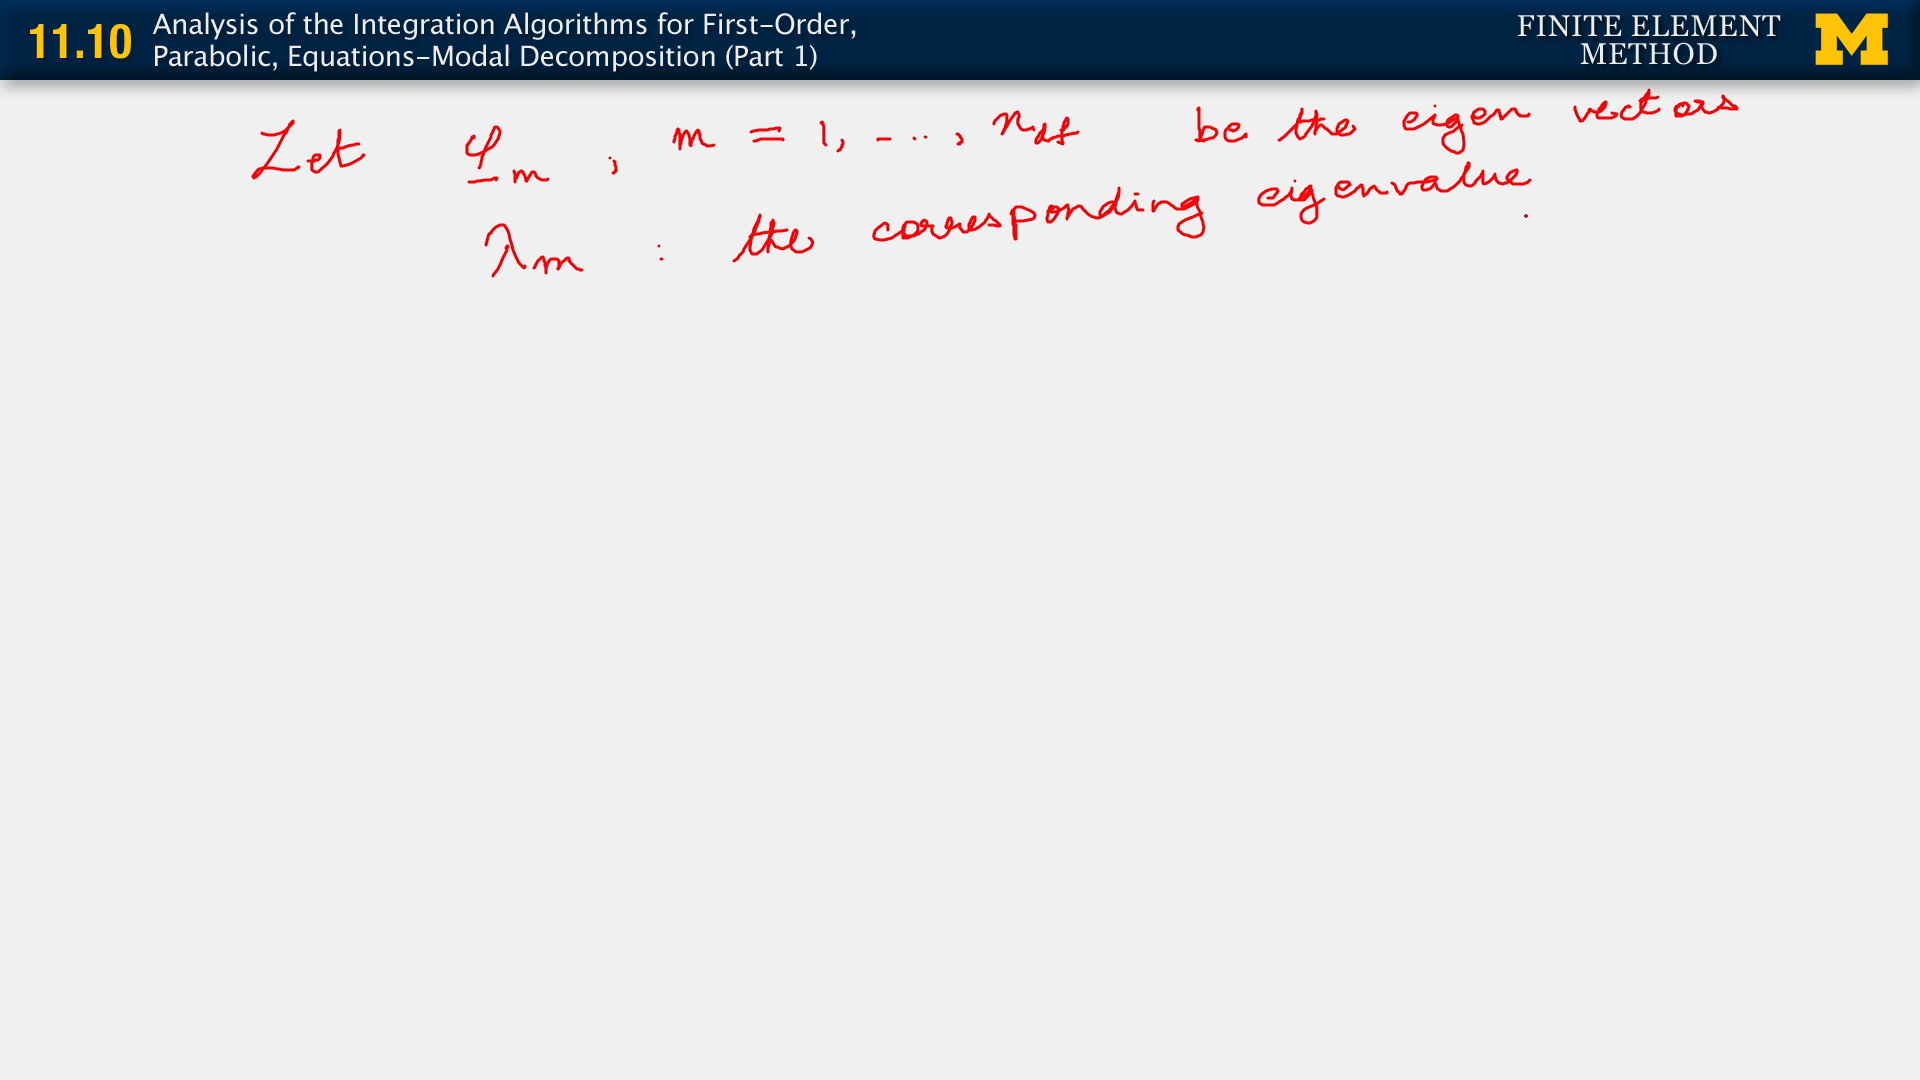 11.10
Analysis of the Integration Algorithms for First-Order,
Parabolic, Equations-Modal Decomposition (Part 1)
FINITE ELEMENT
METHOD
M
Let φ_m , m = 1, - .. , n_df be the eigen vectors
λ_m : the corresponding eigenvalue